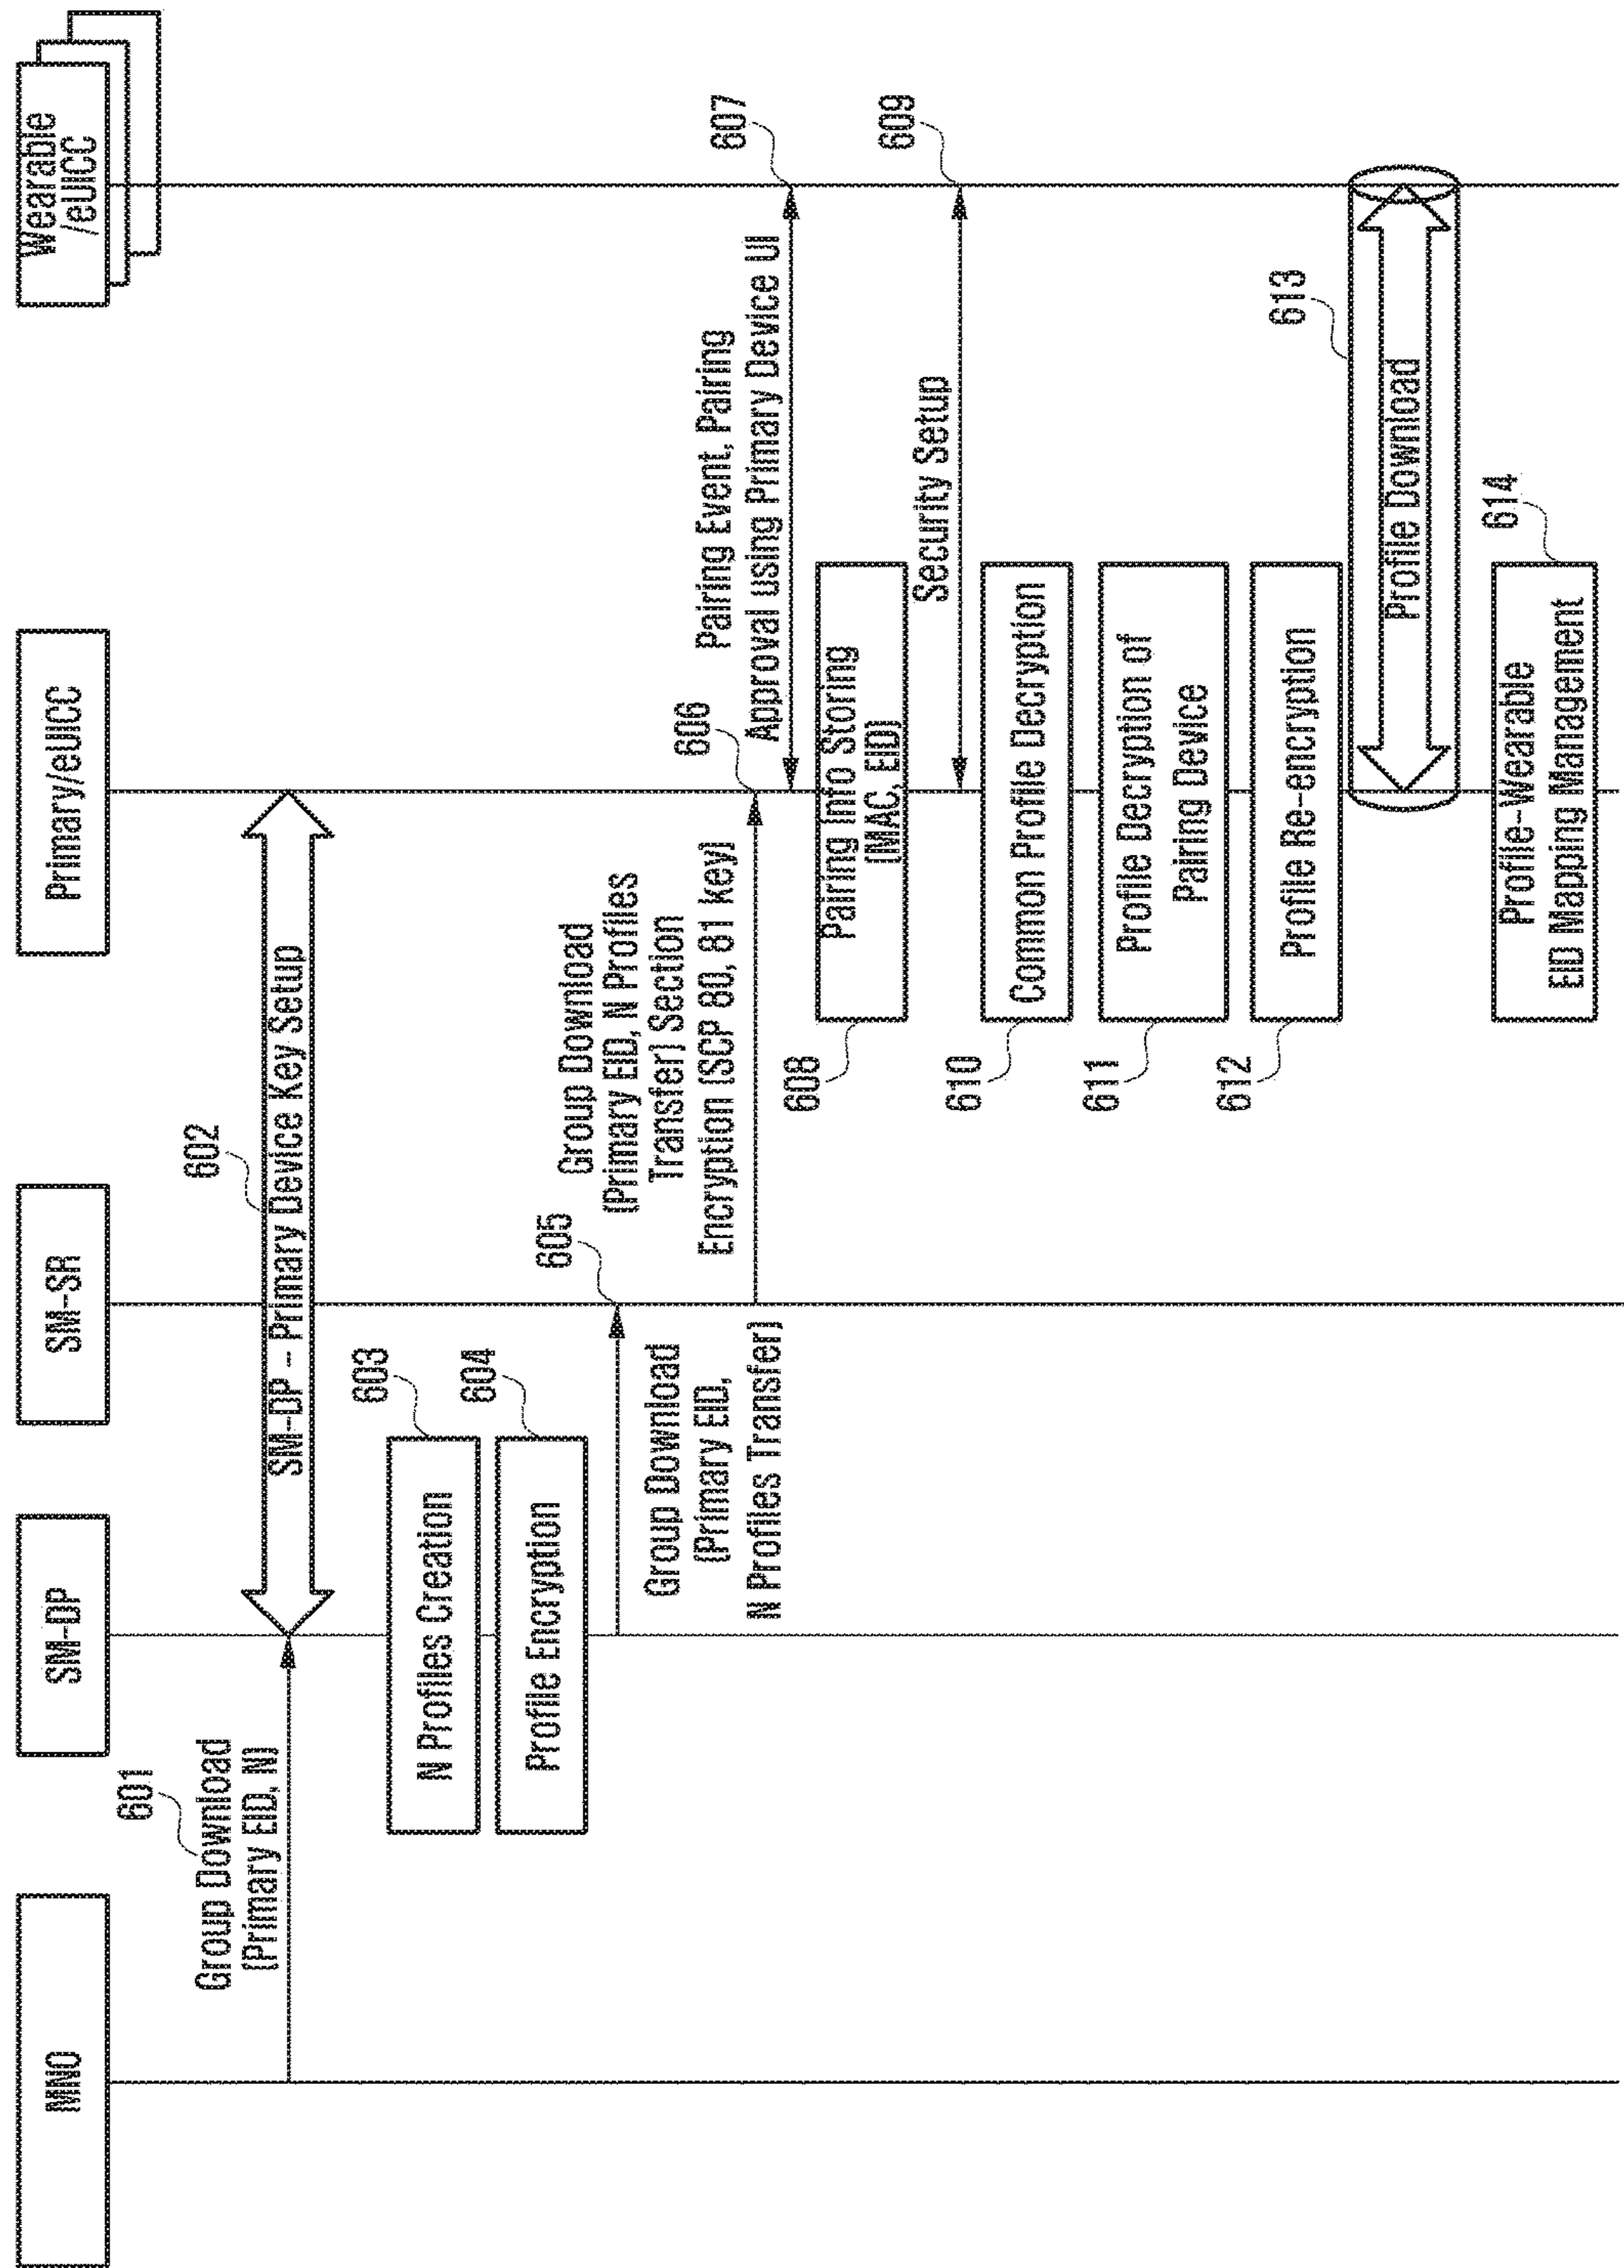 MNO
SM-DP
SM-SR
Primary/eUICC
Wearable
/eUICC
601
Group Download
(Primary EID, N)
602
SM-DP - Primary Device Key Setup
603
N Profiles Creation
604
Profile Encryption
605
Group Download
(Primary EID,
N Profiles Transfer)
606
Group Download
(Primary EID, N Profiles
Transfer) Section
Encryption (SCP 80, 81 key)
607
Pairing Event, Pairing
Approval using Primary Device UI
608
Pairing Info Storing
(MAC, EID)
609
Security Setup
610
Common Profile Decryption
611
Profile Decryption of
Pairing Device
612
Profile Re-encryption
613
Profile Download
614
Profile-Wearable
EID Mapping Management